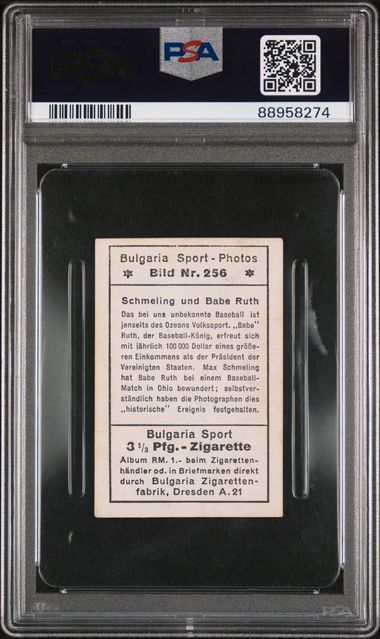 PSA
88958274
Bulgaria Sport - Photos
Bild Nr. 256
Schmeling und Babe Ruth
Das bei uns unbekannte Baseball ist
jenseits des Ozeans Volkssport. „Babe"
Ruth, der Baseball-König, erfreut sich
mit jährlich 100 000 Dollar eines größe-
ren Einkommens als der Präsident der
Vereinigten Staaten. Max Schmeling
hat Babe Ruth bei einem Baseball-
Match in Ohio bewundert; selbstver-
ständlich haben die Photographen dies
„historische" Ereignis festgehalten.
Bulgaria Sport
3 1/3 Pfg. - Zigarette
Album RM. 1.- beim Zigaretten-
händler od. in Briefmarken direkt
durch Bulgaria Zigaretten-
fabrik, Dresden A. 21
PSA